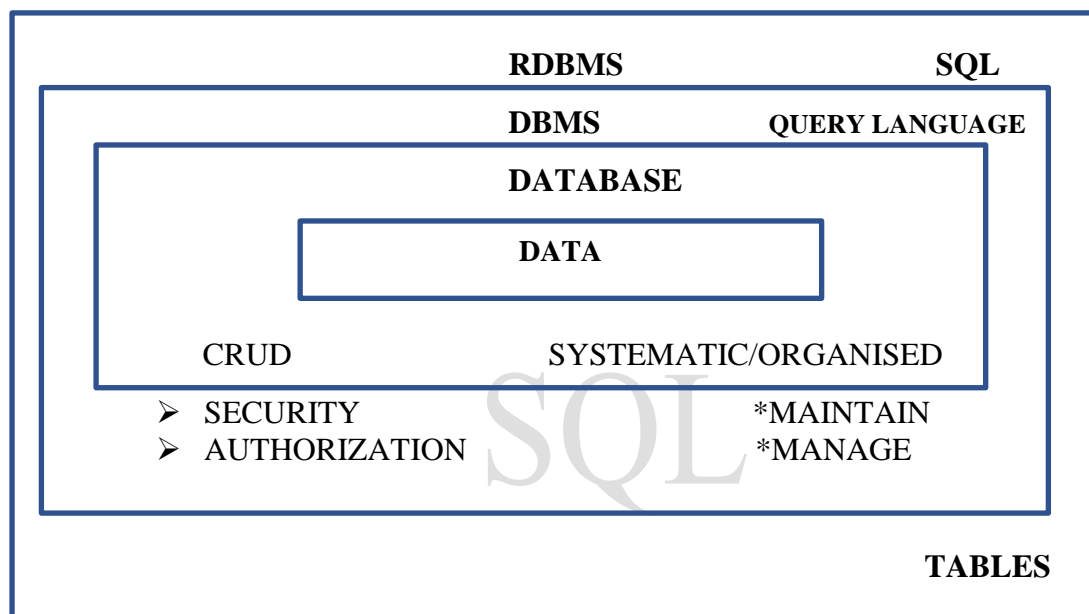 RDBMS SQL
DBMS QUERY LANGUAGE
DATABASE
DATA
CRUD SYSTEMATIC/ORGANISED
SQL
➢ SECURITY *MAINTAIN
➢ AUTHORIZATION *MANAGE
TABLES